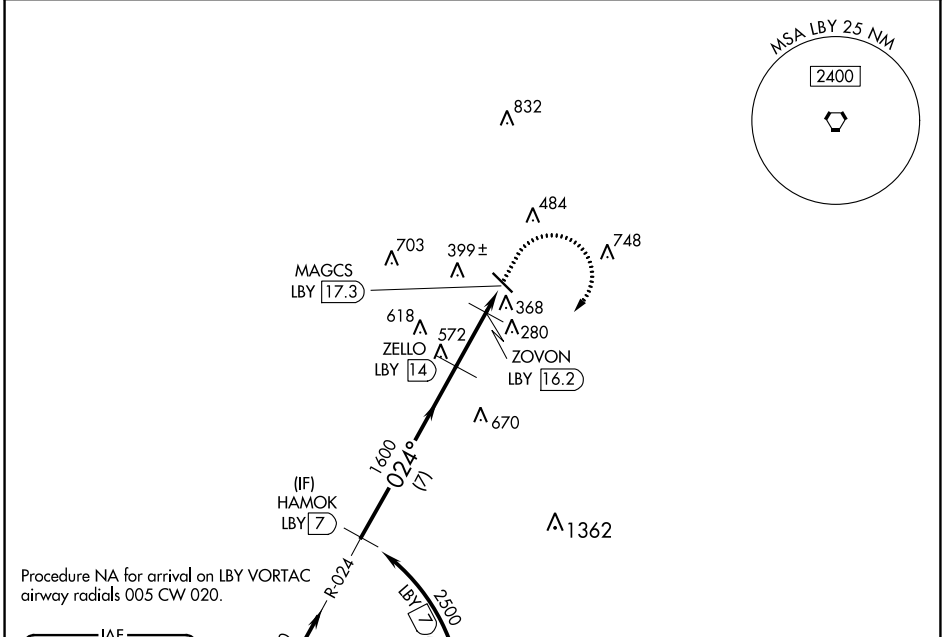 MSA LBY 25 NM
2400
832
484
748
703
399±
MAGCS
LBY 17.3
368
618
280
572
ZELLO
LBY 14
ZOVON
LBY 16.2
670
1600
024°
(7)
(IF)
HAMOK
LBY 7
1362
Procedure NA for arrival on LBY VORTAC
airway radials 005 CW 020.
R-024
2500
LBY 7
IAF